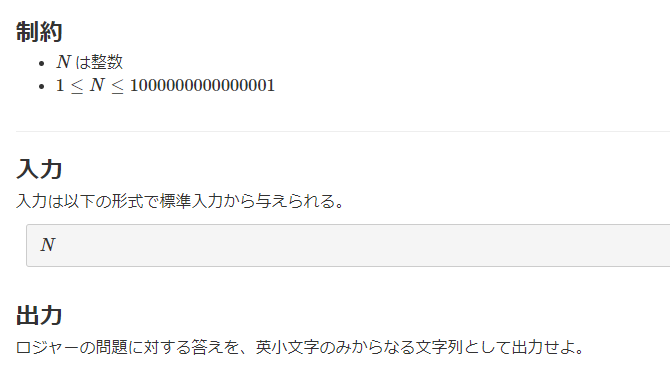 制約
• N は整数
• 1 ≤ N ≤ 1000000000000001
入力
入力は以下の形式で標準入力から与えられる。
N
出力
ロジャーの問題に対する答えを、英小文字のみからなる文字列として出力せよ。